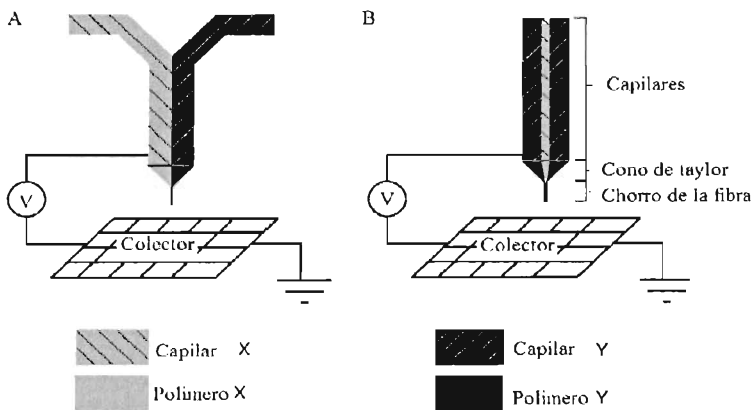 A
B
Capilares
Cono de taylor
Chorro de la fibra
V
V
Colector
Colector
Capilar X
Capilar Y
Polimero X
Polimero Y